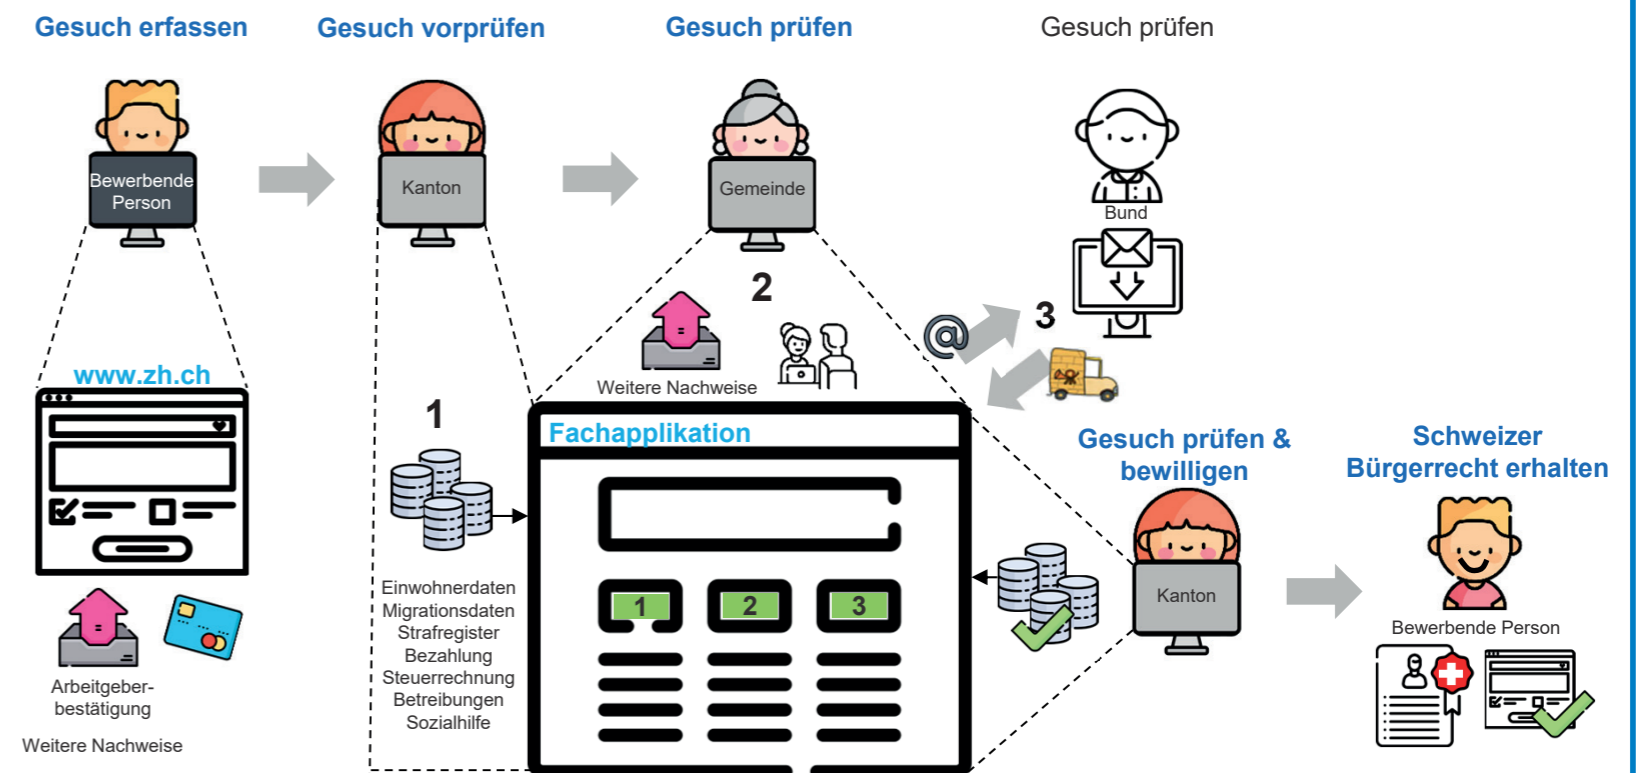 Gesuch erfassen
Gesuch vorprüfen
Gesuch prüfen
Gesuch prüfen
Bewerbende
Person
Kanton
Gemeinde
Bund
2
@
3
www.zh.ch
Weitere Nachweise
1
Fachapplikation
Gesuch prüfen &
bewilligen
Schweizer
Bürgerrecht erhalten
Einwohnerdaten
Migrationsdaten
Strafregister
Bezahlung
Steuerrechnung
Betreibungen
Sozialhilfe
1
2
3
Kanton
Bewerbende Person
Arbeitgeber-
bestätigung
Weitere Nachweise